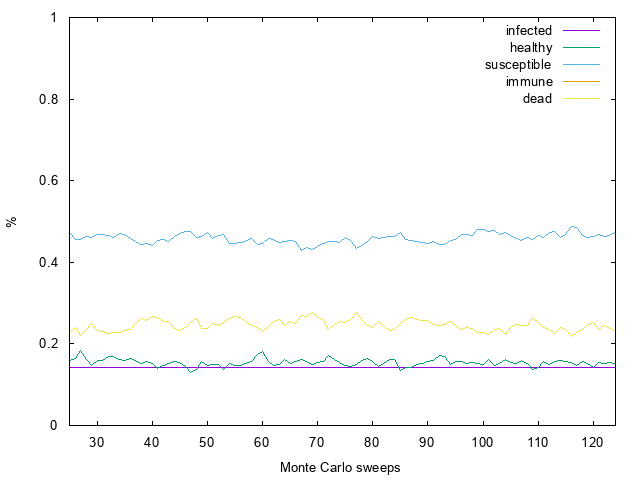 1
0.8
0.6
0.4
0.2
0
%
30 40 50 60 70 80 90 100 110 120
Monte Carlo sweeps
infected
healthy
susceptible
immune
dead